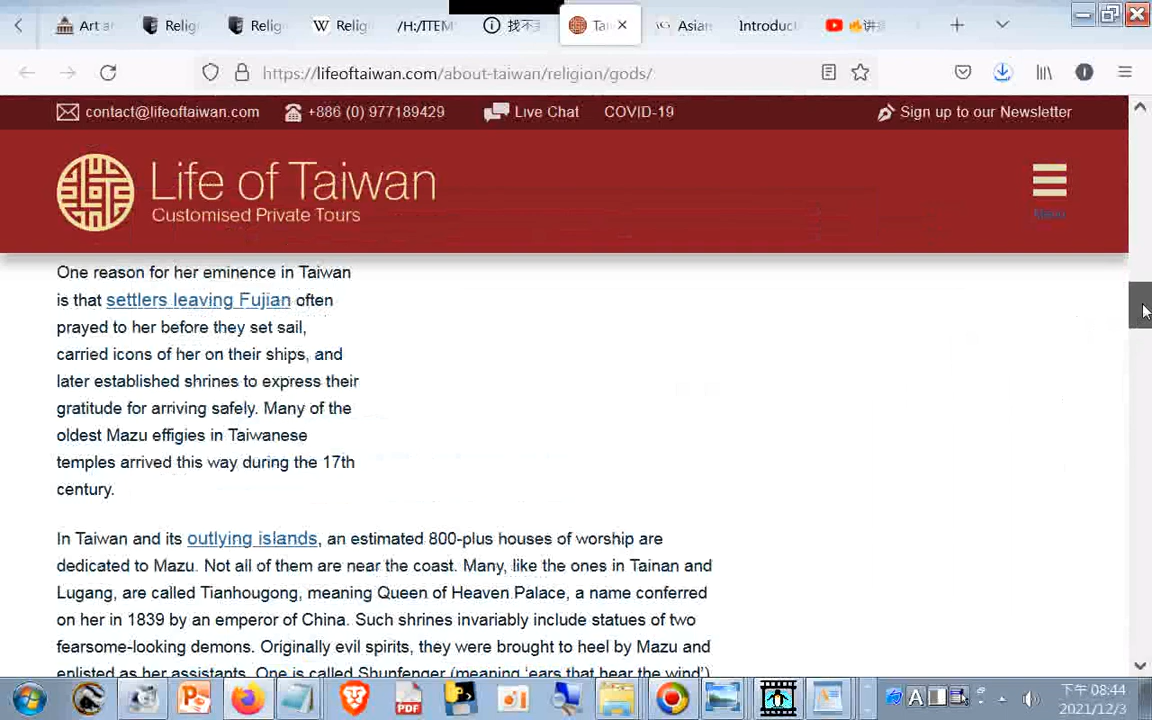 Art a
Religi
Religi
Religi
/H:/ITEM
找不
Tai
Asian
Introduct
🔥讲
https://lifeoftaiwan.com/about-taiwan/religion/gods/
contact@lifeoftaiwan.com +886 (0) 977189429 Live Chat COVID-19 Sign up to our Newsletter
Life of Taiwan
Customised Private Tours
Menu
One reason for her eminence in Taiwan
is that settlers leaving Fujian often
prayed to her before they set sail,
carried icons of her on their ships, and
later established shrines to express their
gratitude for arriving safely. Many of the
oldest Mazu effigies in Taiwanese
temples arrived this way during the 17th
century.
In Taiwan and its outlying islands, an estimated 800-plus houses of worship are
dedicated to Mazu. Not all of them are near the coast. Many, like the ones in Tainan and
Lugang, are called Tianhougong, meaning Queen of Heaven Palace, a name conferred
on her in 1839 by an emperor of China. Such shrines invariably include statues of two
fearsome-looking demons. Originally evil spirits, they were brought to heel by Mazu and
enlisted as her assistants. One is called Shunfenger (meaning ‘ears that hear the wind’)
PDF
A
下午 08:44
2021/12/3